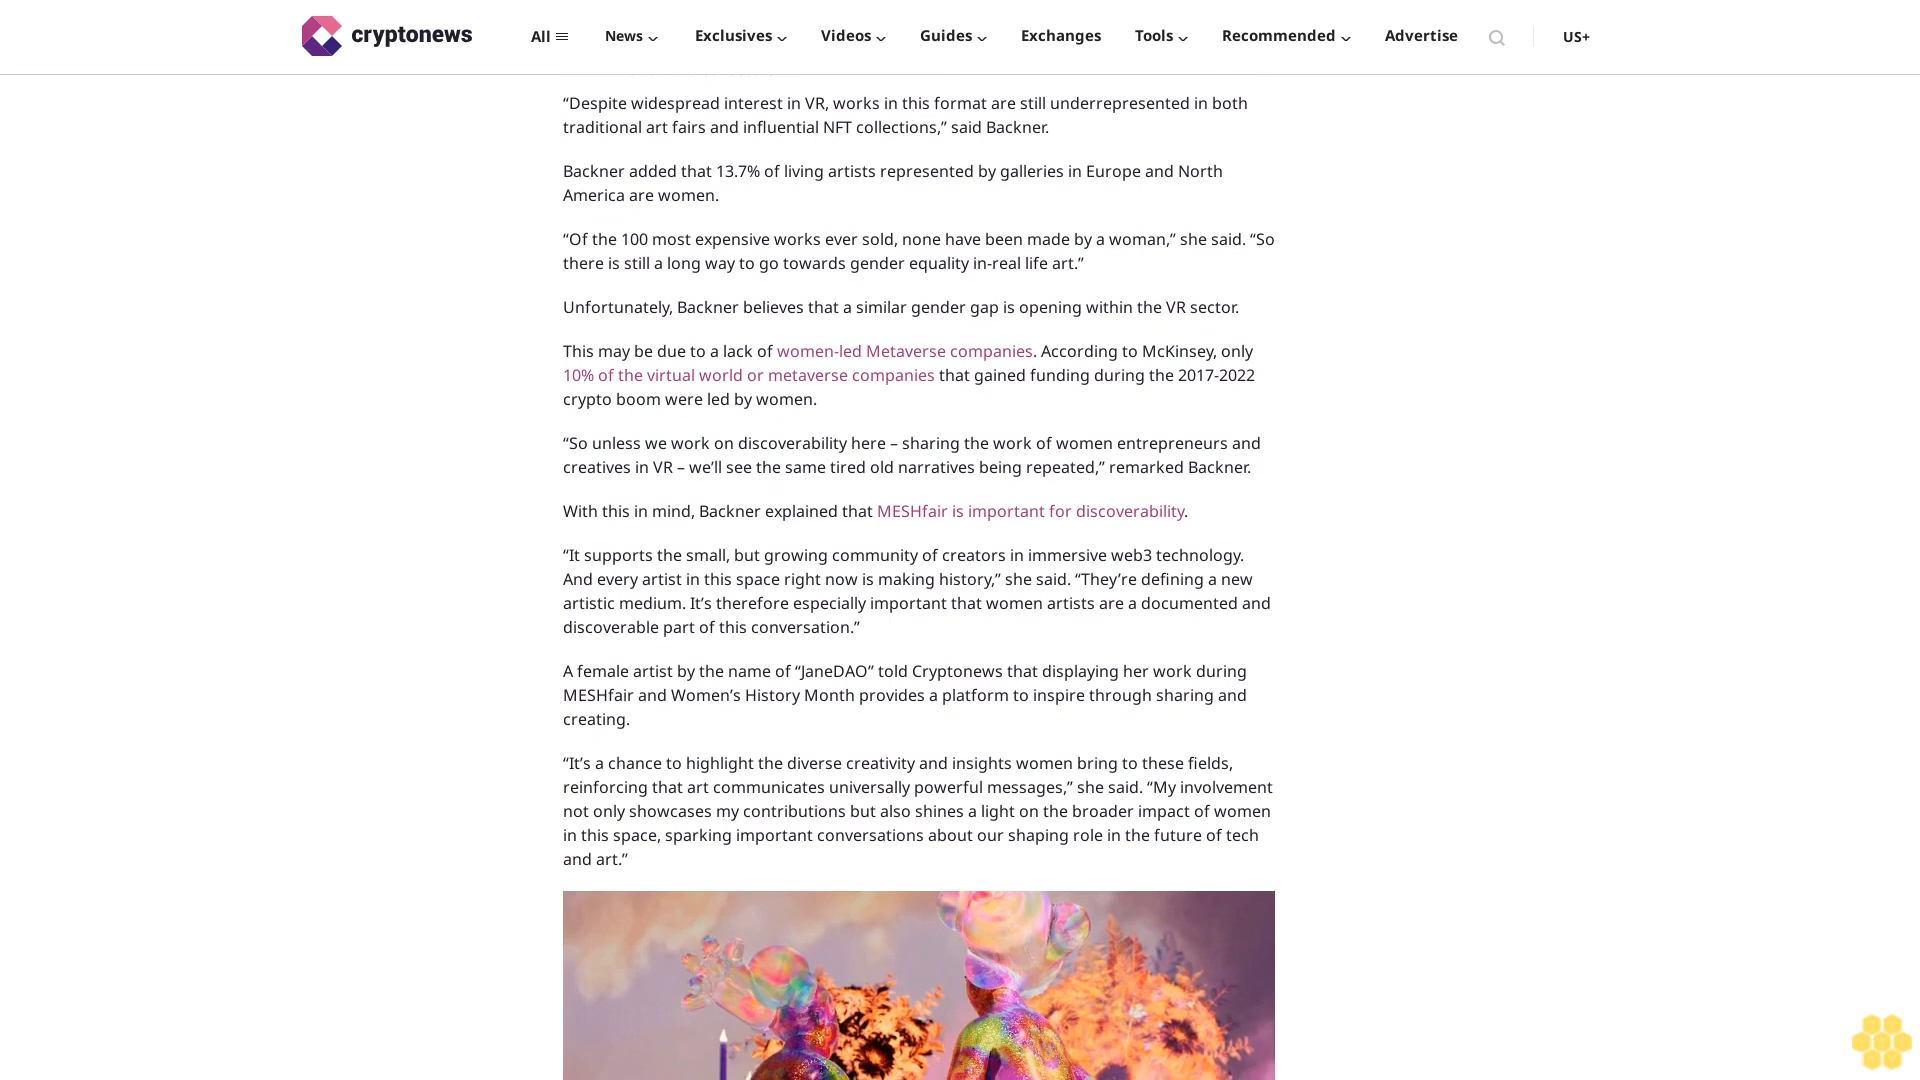 cryptonews
All
News
Exclusives
Videos
Guides
Exchanges
Tools
Recommended
Advertise
US+
“Despite widespread interest in VR, works in this format are still underrepresented in both
traditional art fairs and influential NFT collections,” said Backner.
Backner added that 13.7% of living artists represented by galleries in Europe and North
America are women.
“Of the 100 most expensive works ever sold, none have been made by a woman,” she said. “So
there is still a long way to go towards gender equality in-real life art.”
Unfortunately, Backner believes that a similar gender gap is opening within the VR sector.
This may be due to a lack of women-led Metaverse companies. According to McKinsey, only
10% of the virtual world or metaverse companies that gained funding during the 2017-2022
crypto boom were led by women.
“So unless we work on discoverability here – sharing the work of women entrepreneurs and
creatives in VR – we’ll see the same tired old narratives being repeated,” remarked Backner.
With this in mind, Backner explained that MESHfair is important for discoverability.
“It supports the small, but growing community of creators in immersive web3 technology.
And every artist in this space right now is making history,” she said. “They’re defining a new
artistic medium. It’s therefore especially important that women artists are a documented and
discoverable part of this conversation.”
A female artist by the name of “JaneDAO” told Cryptonews that displaying her work during
MESHfair and Women’s History Month provides a platform to inspire through sharing and
creating.
“It’s a chance to highlight the diverse creativity and insights women bring to these fields,
reinforcing that art communicates universally powerful messages,” she said. “My involvement
not only showcases my contributions but also shines a light on the broader impact of women
in this space, sparking important conversations about our shaping role in the future of tech
and art.”